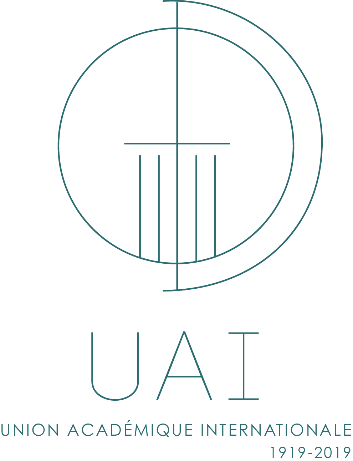 UAI
UNION ACADÉMIQUE INTERNATIONALE
1919-2019